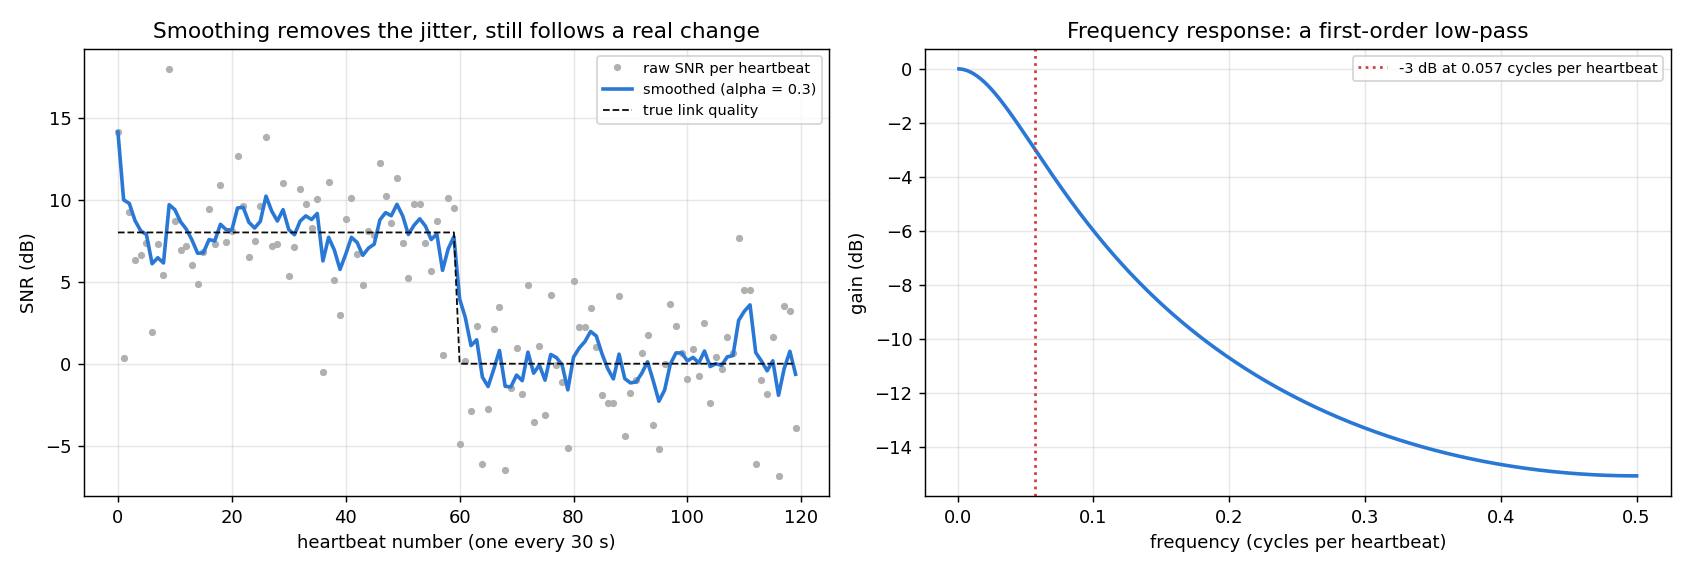 Smoothing removes the jitter, still follows a real change
raw SNR per heartbeat
smoothed (alpha = 0.3)
true link quality
SNR (dB)
15
10
5
0
−5
0
20
40
60
80
100
120
heartbeat number (one every 30 s)
Frequency response: a first-order low-pass
-3 dB at 0.057 cycles per heartbeat
gain (dB)
0
−2
−4
−6
−8
−10
−12
−14
0.0
0.1
0.2
0.3
0.4
0.5
frequency (cycles per heartbeat)